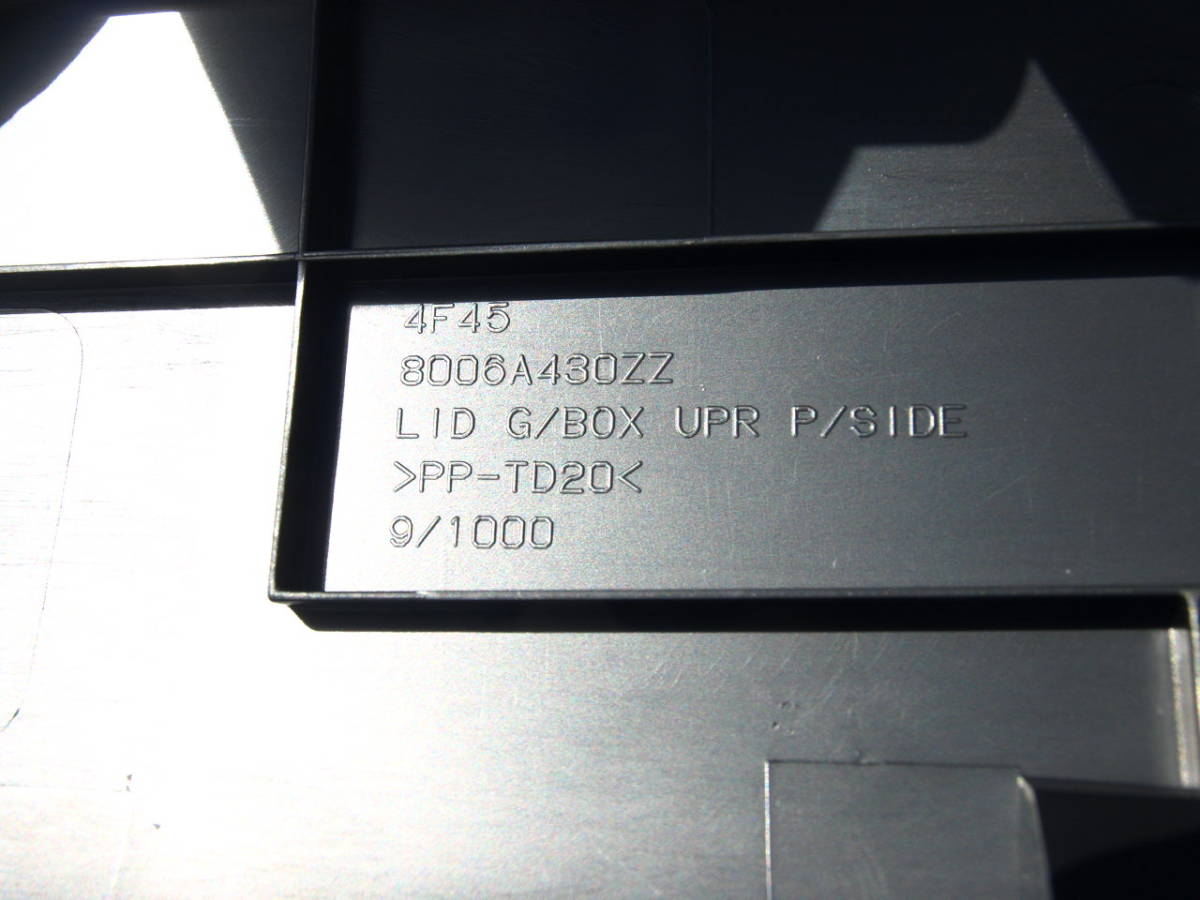 4F45
8006A430ZZ
LID G/BOX UPR P/SIDE
>PP-TD20<
9/1000